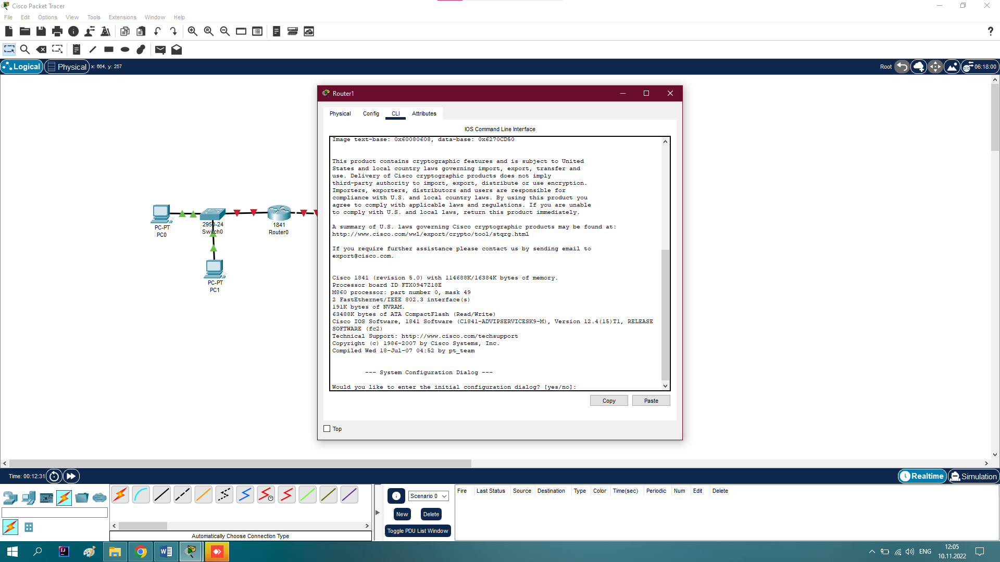 Cisco Packet Tracer
File Edit Options View Tools Extensions Window Help
Logical Physical x: 664, y: 257 Root 06:18:00
Router1
Physical Config CLI Attributes
IOS Command Line Interface
Image text-base: 0x60080608, data-base: 0x6270CD50
This product contains cryptographic features and is subject to United
States and local country laws governing import, export, transfer and
use. Delivery of Cisco cryptographic products does not imply
third-party authority to import, export, distribute or use encryption.
Importers, exporters, distributors and users are responsible for
compliance with U.S. and local country laws. By using this product you
agree to comply with applicable laws and regulations. If you are unable
to comply with U.S. and local laws, return this product immediately.
A summary of U.S. laws governing Cisco cryptographic products may be found at:
http://www.cisco.com/wwl/export/crypto/tool/stqrg.html
If you require further assistance please contact us by sending email to
export@cisco.com.
Cisco 1841 (revision 5.0) with 114688K/16384K bytes of memory.
Processor board ID FTX0947Z18E
M860 processor: part number 0, mask 49
2 FastEthernet/IEEE 802.3 interface(s)
191K bytes of NVRAM.
63488K bytes of ATA CompactFlash (Read/Write)
Cisco IOS Software, 1841 Software (C1841-ADVIPSERVICESK9-M), Version 12.4(15)T1, RELEASE
SOFTWARE (fc2)
Technical Support: http://www.cisco.com/techsupport
Copyright (c) 1986-2007 by Cisco Systems, Inc.
Compiled Wed 18-Jul-07 04:52 by pt_team
--- System Configuration Dialog ---
Would you like to enter the initial configuration dialog? [yes/no]:
Copy Paste
Top
PC-PT
PC0
2950-24
Switch0
1841
Router0
PC-PT
PC1
Time: 00:12:31 Realtime Simulation
Automatically Choose Connection Type
Scenario 0
New Delete
Toggle PDU List Window
Fire Last Status Source Destination Type Color Time(sec) Periodic Num Edit Delete
ENG
12:05
10.11.2022